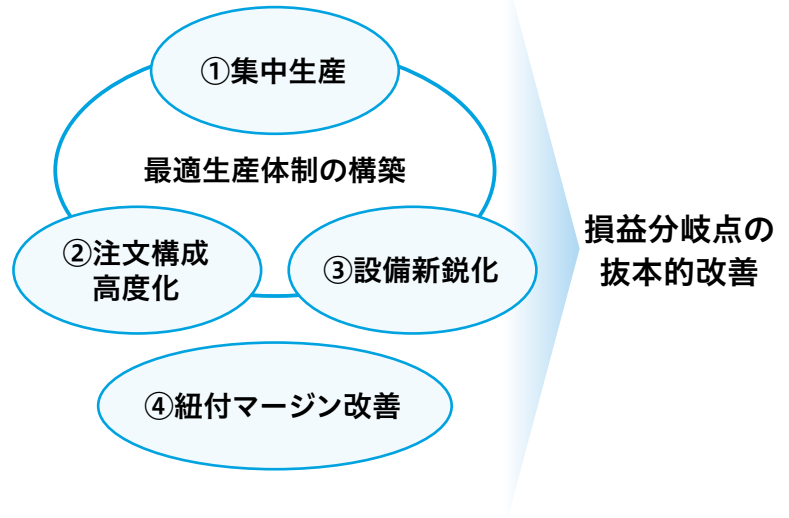 ①集中生産
最適生産体制の構築
②注文構成
高度化
③設備新鋭化
④紐付マージン改善
損益分岐点の
抜本的改善